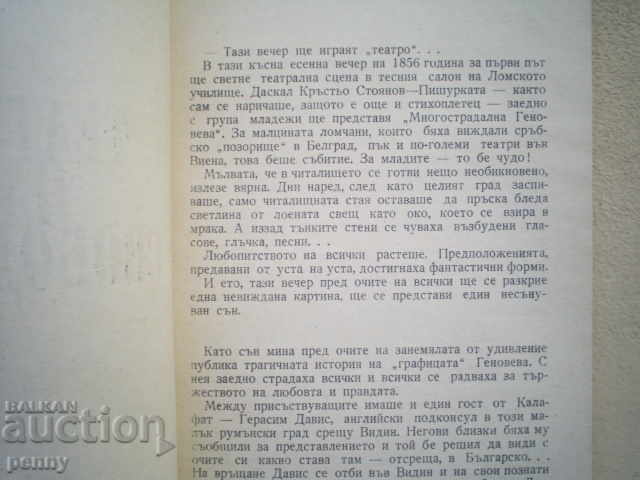 — Тази вечер ще играят „театро“. . .
В тази късна есенна вечер на 1856 година за първи път
ще светне театрална сцена в тесния салон на Ломското
училище. Даскал Кръстьо Стоянов—Пишурката — както
сам се наричаше, защото е още и стихоплетец — заедно
с група младежи ще представя „Многострадална Гено-
вева“. За малцината ломчани, които бяха виждали сръб-
ско „позорище“ в Белград, пък и по-големи театри във
Виена, това беше събитие. За младите — то бе чудо!
Мълвата, че в читалището се готви нещо необикновено,
излезе вярна. Дни наред, след като целият град заспи-
ваше, само читалищната стая оставаше да пръска бледа
светлина от лоената свещ като око, което се взира в
мрака. А иззад тънките стени се чуваха възбудени гла-
сове, глъчка, песни. . .
Любопитството на всички растеше. Предположенията,
предавани от уста на уста, достигнаха фантастични форми.
И ето, тази вечер пред очите на всички ще се разкрие
една невиждана картина, ще се представи един несъну-
ван сън.
Като сън мина пред очите на занемялата от удивление
публика трагичната история на „графицата“ Геновева. С
нея заедно страдаха всички и всички се радваха за тър-
жеството на любовта и правдата.
Между присъствуващите имаше и един гост от Кала-
фат — Герасим Давис, английски подконсул в този ма-
лък румънски град срещу Видин. Негови близки бяха му
съобщили за представлението и той бе решил да види с
очите си какво става там — отсреща, в Българско. . .
На връщане Давис се отби във Видин и на свои познати
BALKAN
auction
penny